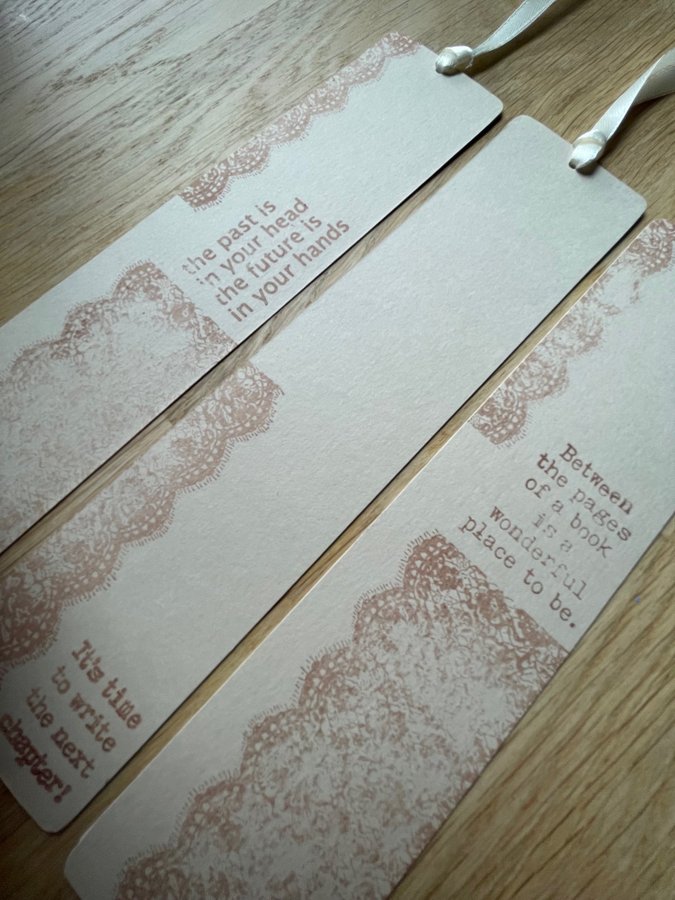 the past is
in your head
the future is
in your hands
It's time
to write
the next
chapter!
Between
the pages
of a book
is a
wonderful
place to be.